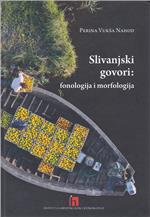 Perina Vukša Nahod
Slivanjski
govori:
fonologija i morfologija